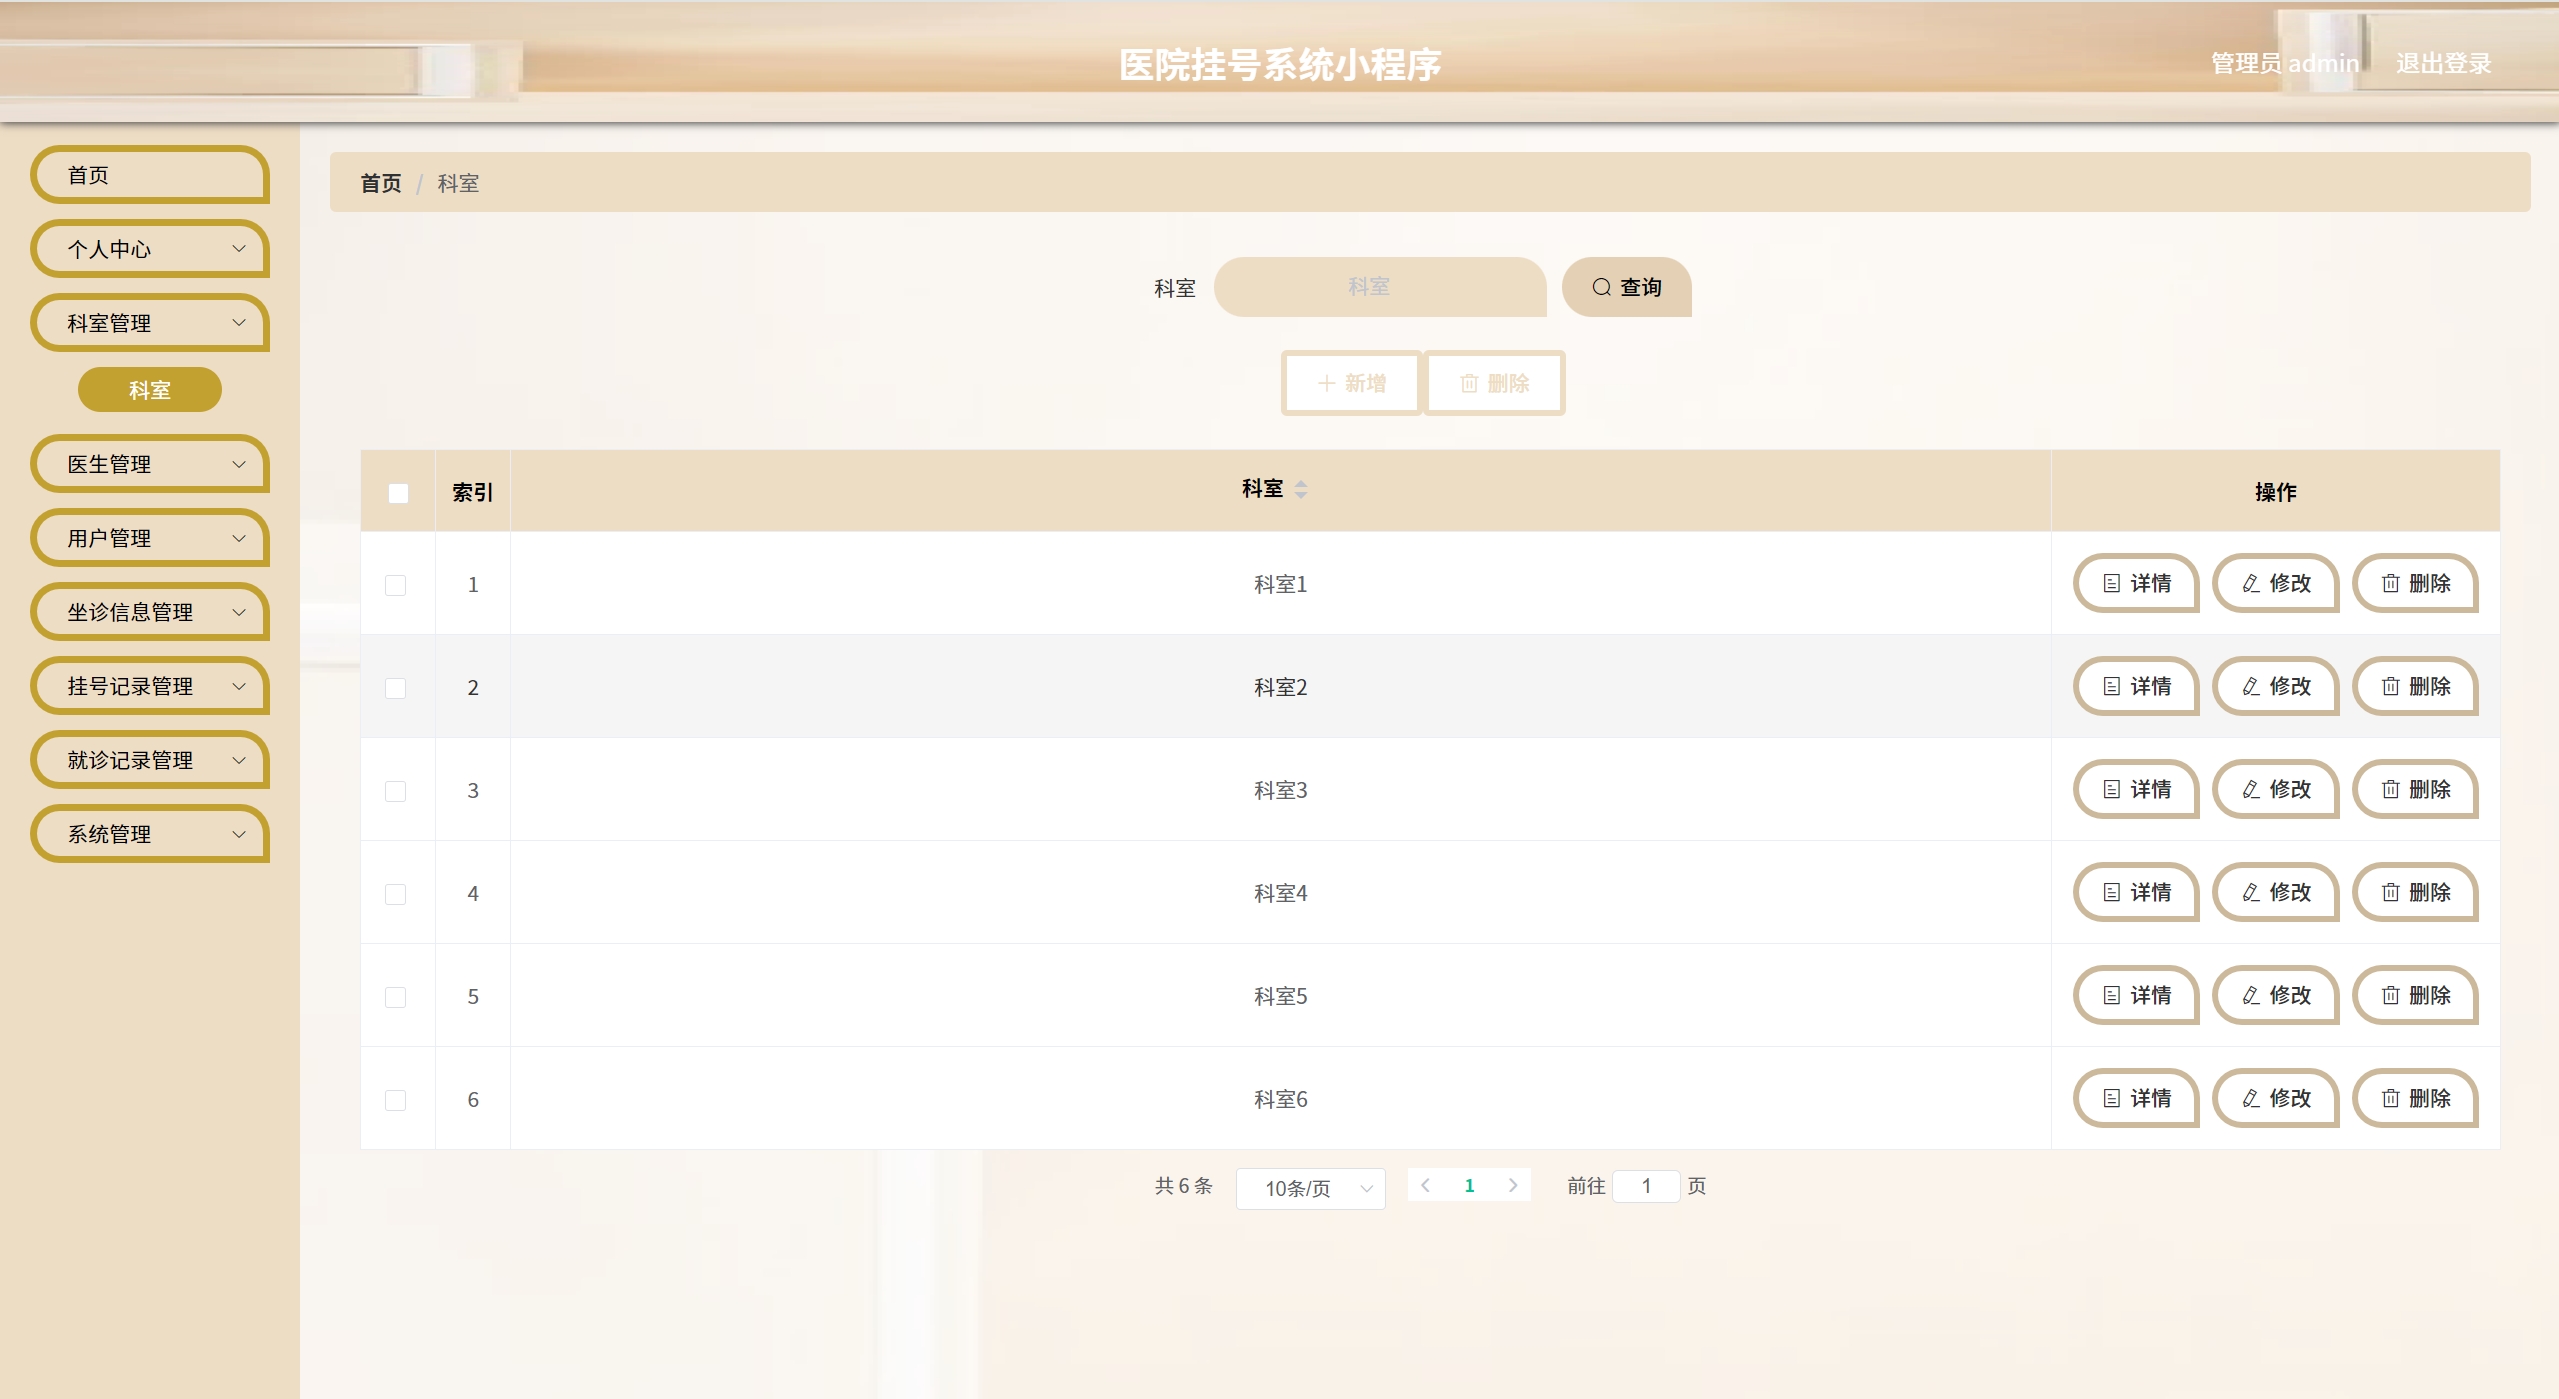 医院挂号系统小程序
管理员 admin 退出登录
首页
个人中心
科室管理
科室
医生管理
用户管理
坐诊信息管理
挂号记录管理
就诊记录管理
系统管理
首页 / 科室
科室 科室 查询
新增 删除
索引 科室 操作
1 科室1 详情 修改 删除
2 科室2 详情 修改 删除
3 科室3 详情 修改 删除
4 科室4 详情 修改 删除
5 科室5 详情 修改 删除
6 科室6 详情 修改 删除
共 6 条 10条/页 1 前往 1 页